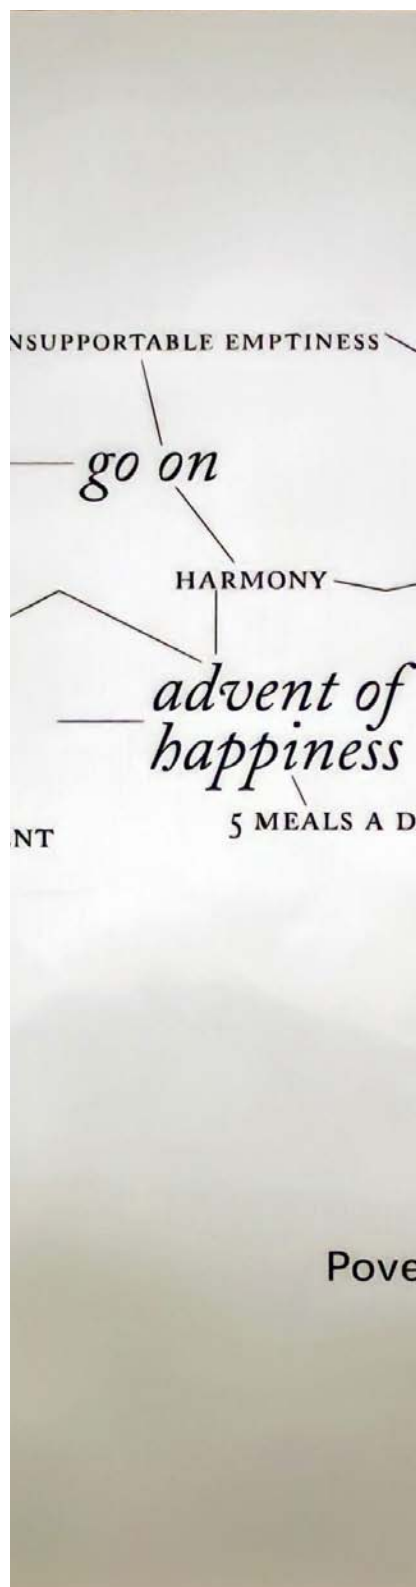 NSUPPORTABLE EMPTINESS
go on
HARMONY
advent of
happiness
5 MEALS A D
NT
Pove